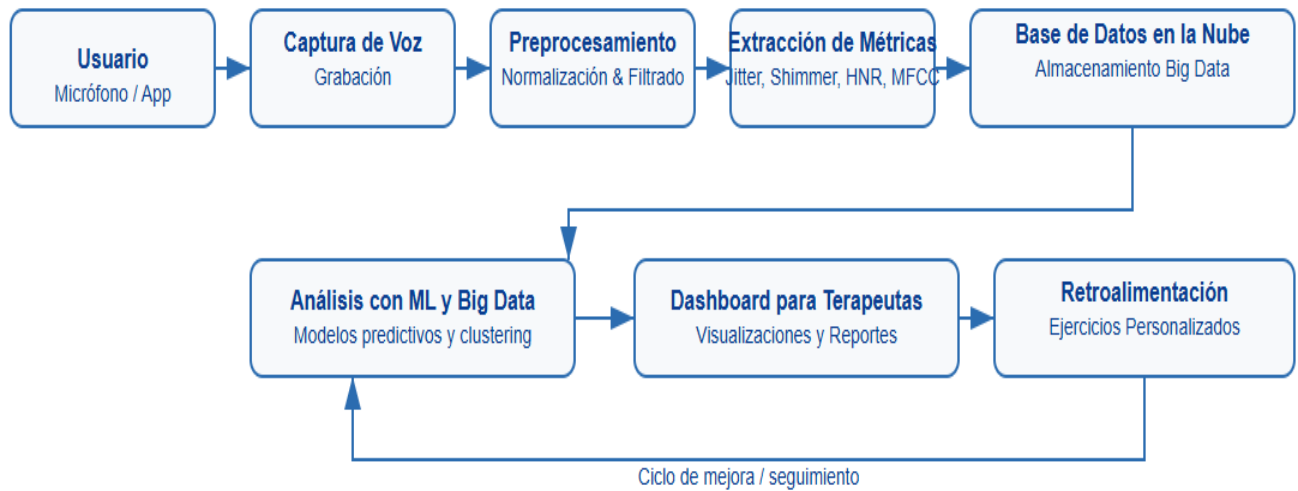 Usuario
Micrófono / App
Captura de Voz
Grabación
Preprocesamiento
Normalización & Filtrado
Extracción de Métricas
Jitter, Shimmer, HNR, MFCC
Base de Datos en la Nube
Almacenamiento Big Data
Análisis con ML y Big Data
Modelos predictivos y clustering
Dashboard para Terapeutas
Visualizaciones y Reportes
Retroalimentación
Ejercicios Personalizados
Ciclo de mejora / seguimiento